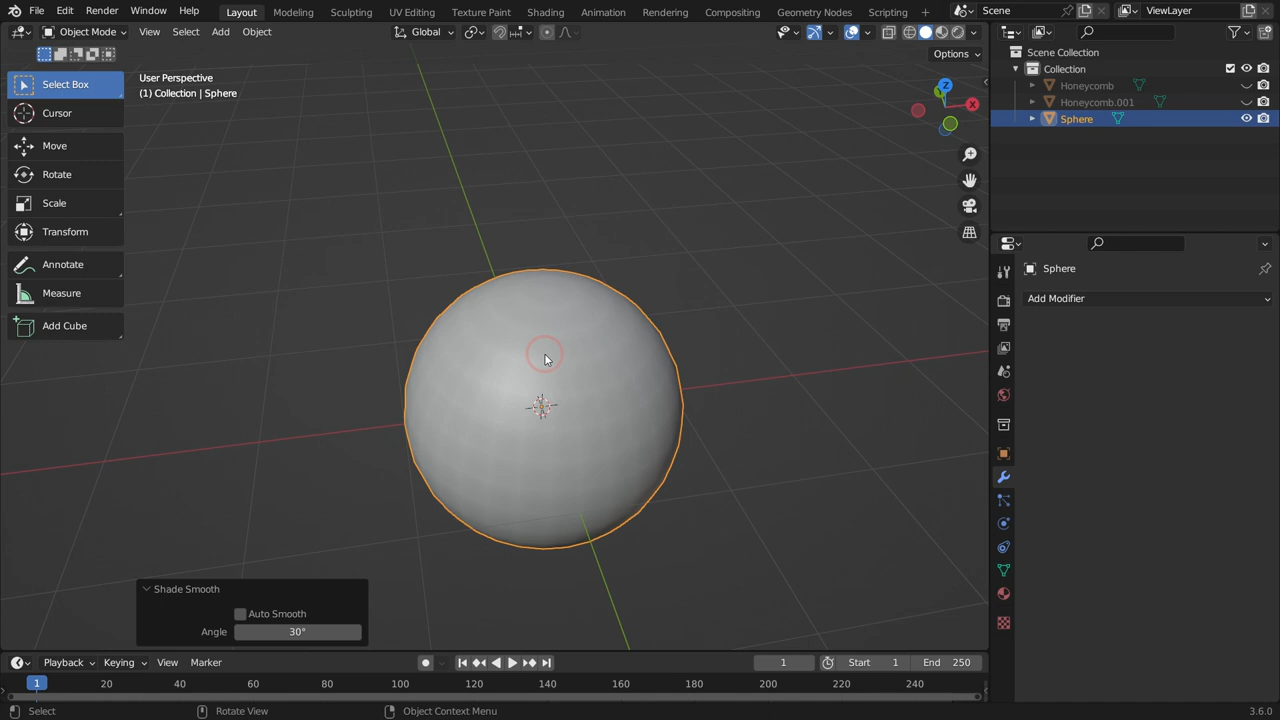 File Edit Render Window Help Layout Modeling Sculpting UV Editing Texture Paint Shading Animation Rendering Compositing Geometry Nodes Scripting Scene ViewLayer
Object Mode View Select Add Object Global
Options
Select Box
Cursor
Move
Rotate
Scale
Transform
Annotate
Measure
Add Cube
User Perspective
(1) Collection | Sphere
Z
X
Scene Collection
Collection
Honeycomb
Honeycomb.001
Sphere
Sphere
Add Modifier
Shade Smooth
Auto Smooth
Angle 30°
Playback Keying View Marker 1 Start 1 End 250
1 20 40 60 80 100 120 140 160 180 200 220 240
Select Rotate View Object Context Menu 3.6.0